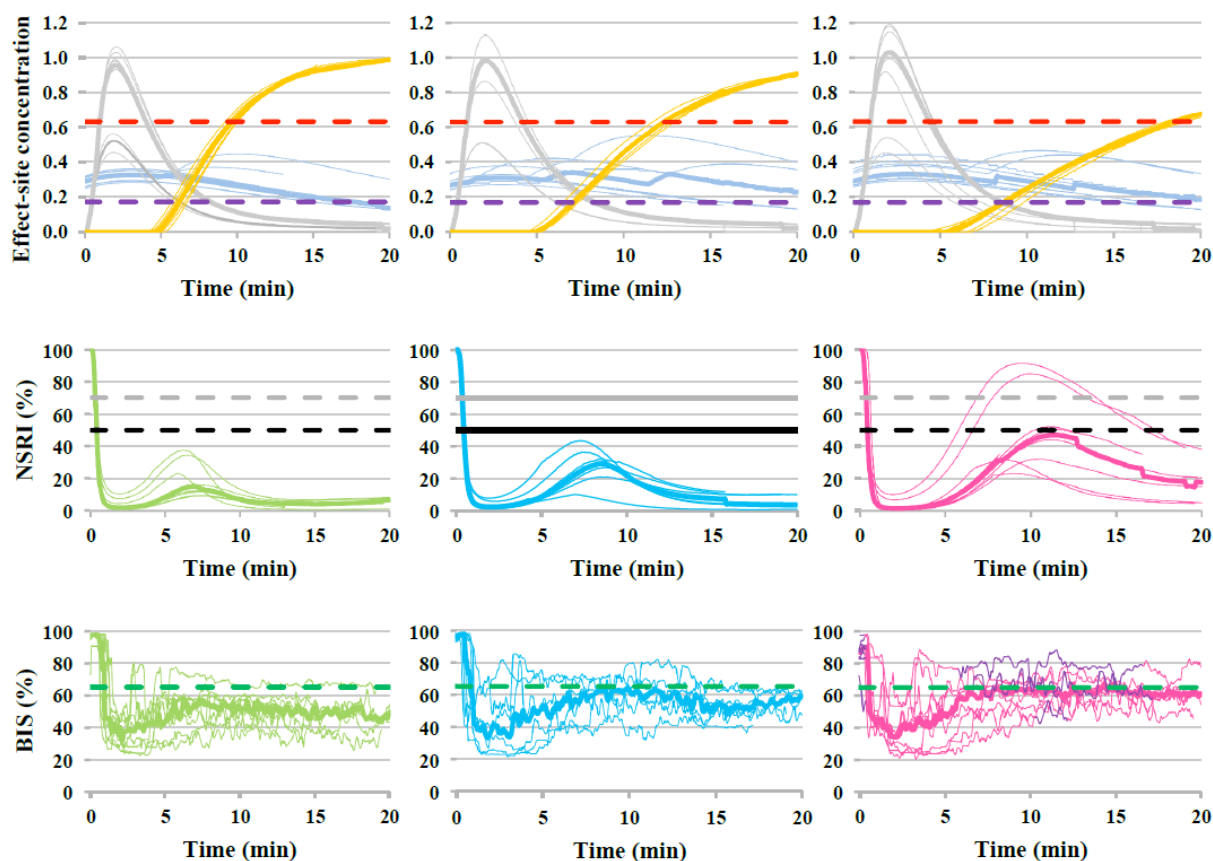 Effect-site concentration
1.2 1.2 1.2
1.0 1.0 1.0
0.8 0.8 0.8
0.6 0.6 0.6
0.4 0.4 0.4
0.2 0.2 0.2
0.0 0.0 0.0
0 5 10 15 20 0 5 10 15 20 0 5 10 15 20
Time (min) Time (min) Time (min)
NSRI (%)
100 100 100
80 80 80
60 60 60
40 40 40
20 20 20
0 0 0
0 5 10 15 20 0 5 10 15 20 0 5 10 15 20
Time (min) Time (min) Time (min)
BIS (%)
100 100 100
80 80 80
60 60 60
40 40 40
20 20 20
0 0 0
0 5 10 15 20 0 5 10 15 20 0 5 10 15 20
Time (min) Time (min) Time (min)